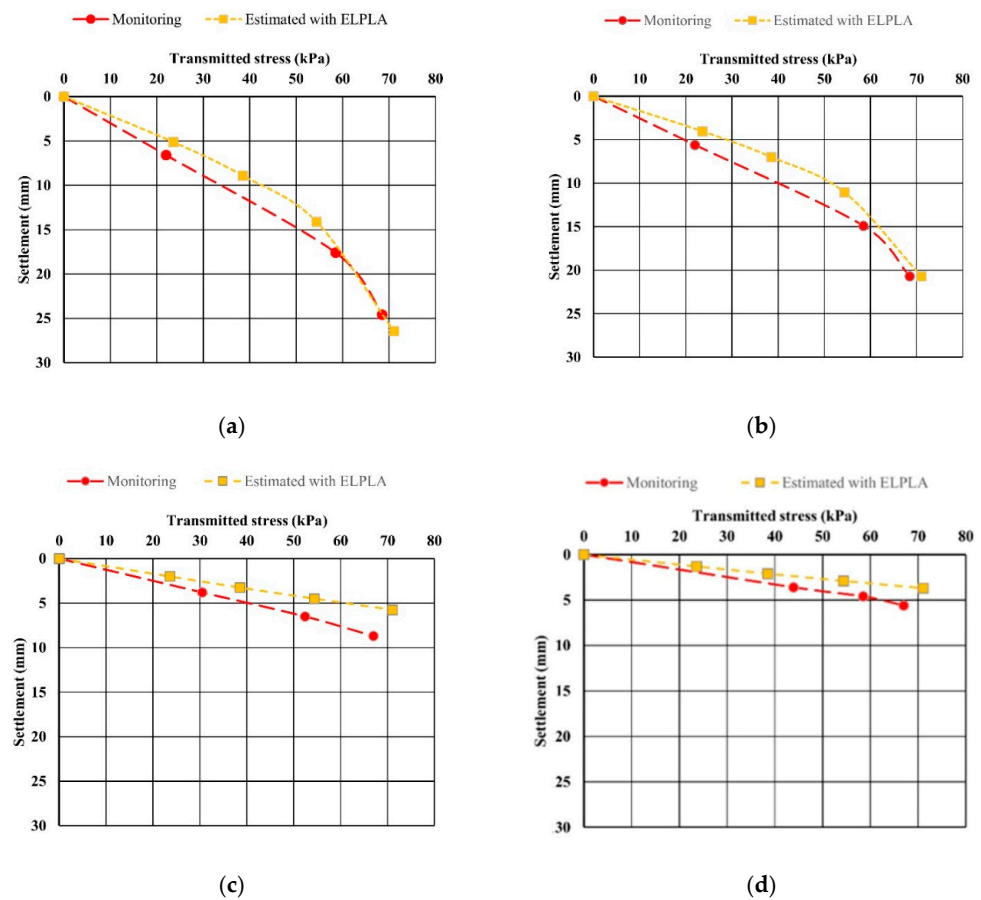 Monitoring Estimated with ELPLA
Transmitted stress (kPa)
0 10 20 30 40 50 60 70 80
0
5
10
15
20
25
30
Settlement (mm)
(a)
Monitoring Estimated with ELPLA
Transmitted stress (kPa)
0 10 20 30 40 50 60 70 80
0
5
10
15
20
25
30
Settlement (mm)
(b)
Monitoring Estimated with ELPLA
Transmitted stress (kPa)
0 10 20 30 40 50 60 70 80
0
5
10
15
20
25
30
Settlement (mm)
(c)
Monitoring Estimated with ELPLA
Transmitted stress (kPa)
0 10 20 30 40 50 60 70 80
0
5
10
15
20
25
30
Settlement (mm)
(d)